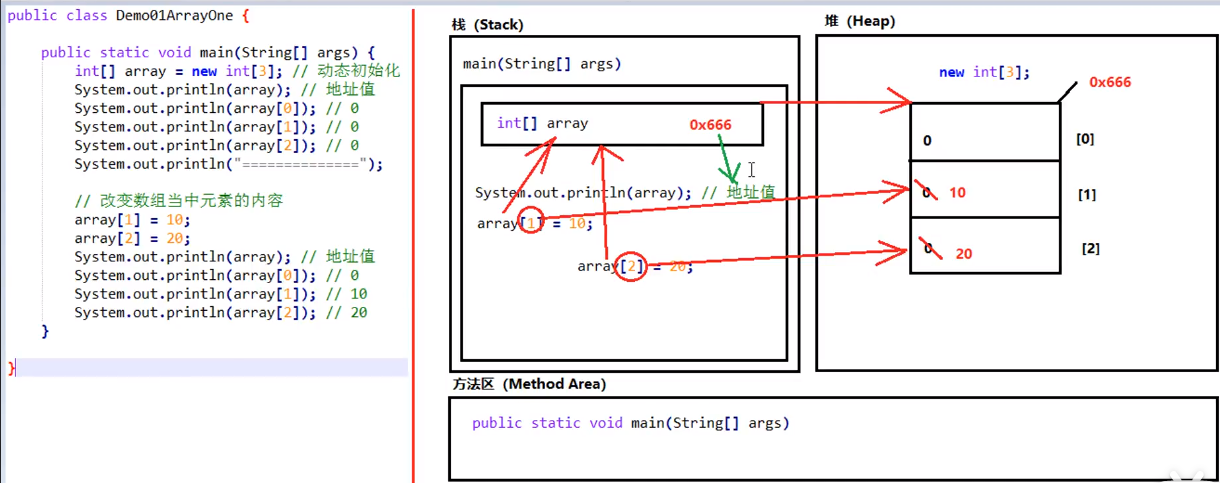 public class Demo01ArrayOne {
public static void main(String[] args) {
int[] array = new int[3]; // 动态初始化
System.out.println(array); // 地址值
System.out.println(array[0]); // 0
System.out.println(array[1]); // 0
System.out.println(array[2]); // 0
System.out.println("==============");
// 改变数组当中元素的内容
array[1] = 10;
array[2] = 20;
System.out.println(array); // 地址值
System.out.println(array[0]); // 0
System.out.println(array[1]); // 10
System.out.println(array[2]); // 20
}
}
栈（Stack）
main(String[] args)
int[] array
0x666
System.out.println(array); // 地址值
array[1] = 10;
array[2] = 20;
堆（Heap）
new int[3];
0x666
0
[0]
0
10
[1]
0
20
[2]
方法区（Method Area）
public static void main(String[] args)